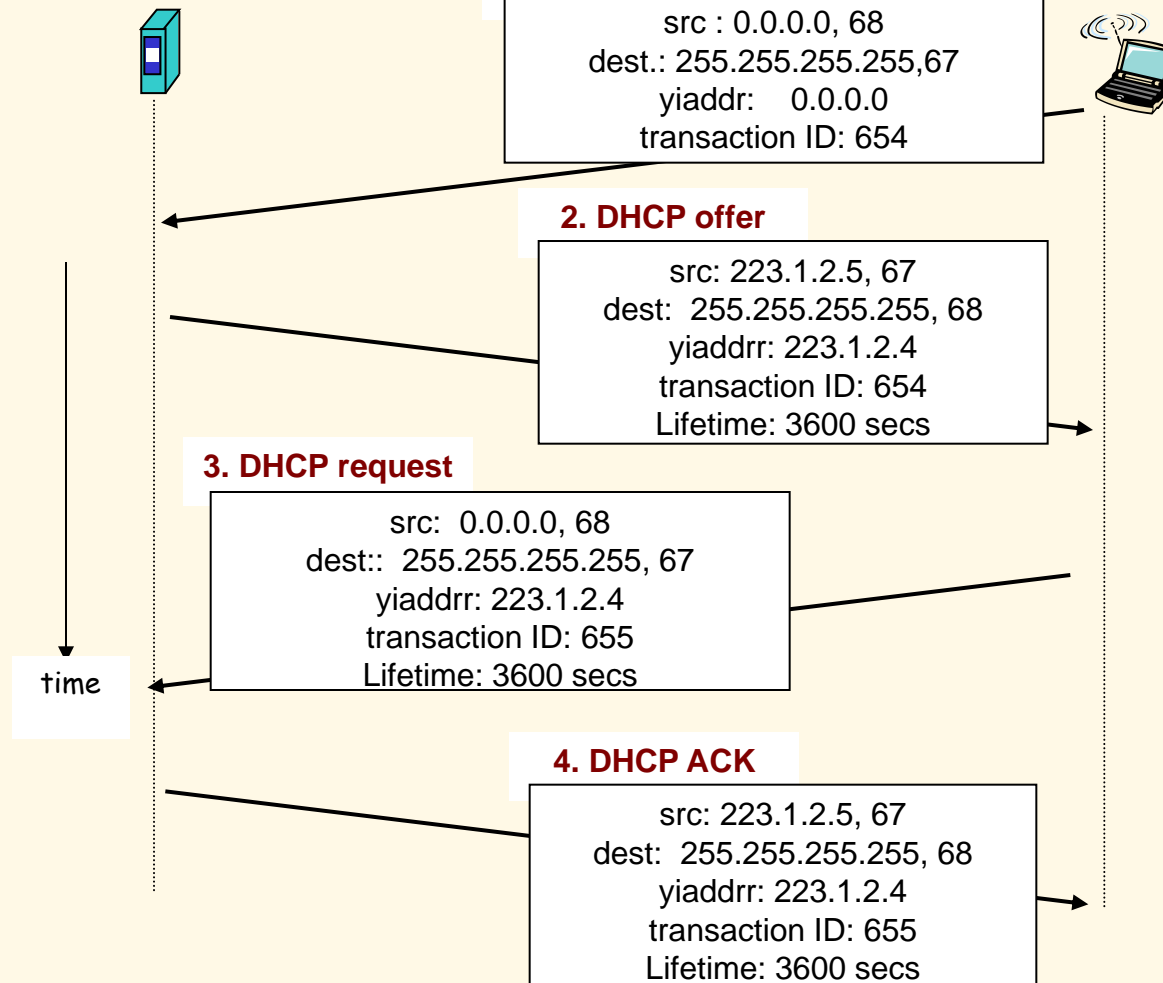 src : 0.0.0.0, 68
dest.: 255.255.255.255,67
yiaddr: 0.0.0.0
transaction ID: 654
2. DHCP offer
src: 223.1.2.5, 67
dest: 255.255.255.255, 68
yiaddrr: 223.1.2.4
transaction ID: 654
Lifetime: 3600 secs
3. DHCP request
src: 0.0.0.0, 68
dest:: 255.255.255.255, 67
yiaddrr: 223.1.2.4
transaction ID: 655
Lifetime: 3600 secs
time
4. DHCP ACK
src: 223.1.2.5, 67
dest: 255.255.255.255, 68
yiaddrr: 223.1.2.4
transaction ID: 655
Lifetime: 3600 secs